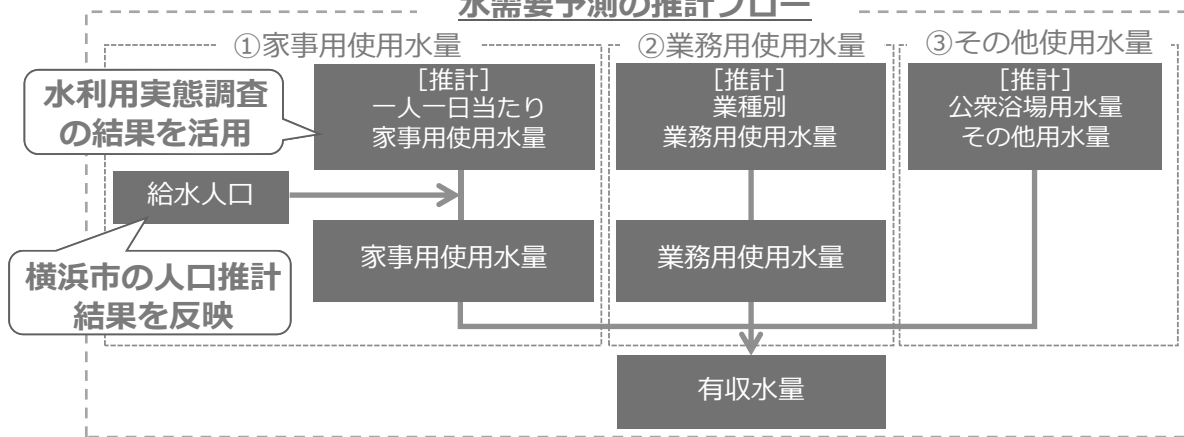 水需要予測の推計フロー
①家事用使用水量
②業務用使用水量
③その他使用水量
水利用実態調査
の結果を活用
[推計]
一人一日当たり
家事用使用水量
[推計]
業種別
業務用使用水量
[推計]
公衆浴場用水量
その他用水量
給水人口
家事用使用水量
業務用使用水量
横浜市の人口推計
結果を反映
有収水量